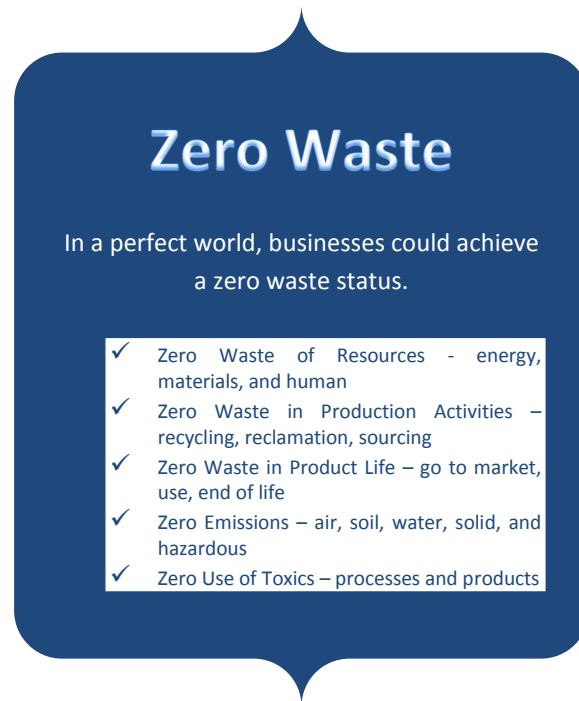 Zero Waste
In a perfect world, businesses could achieve
a zero waste status.
✓ Zero Waste of Resources - energy,
materials, and human
✓ Zero Waste in Production Activities –
recycling, reclamation, sourcing
✓ Zero Waste in Product Life – go to market,
use, end of life
✓ Zero Emissions – air, soil, water, solid, and
hazardous
✓ Zero Use of Toxics – processes and products